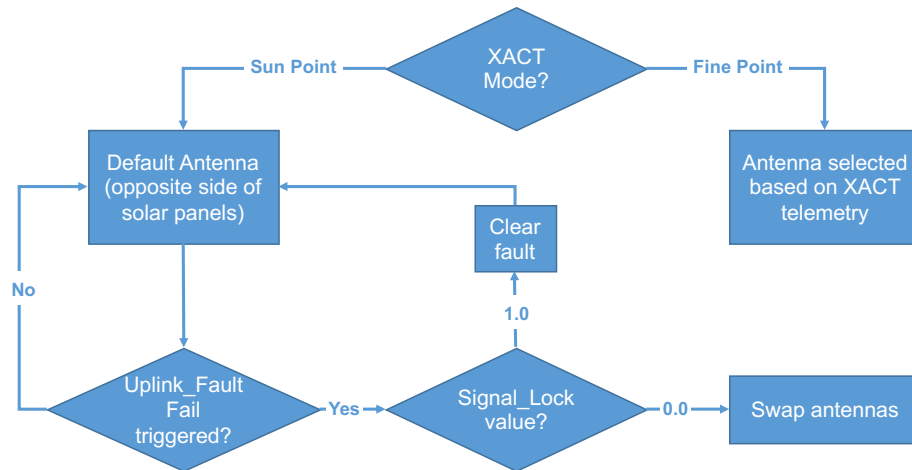 XACT
Mode?
Sun Point
Fine Point
Default Antenna
(opposite side of
solar panels)
Antenna selected
based on XACT
telemetry
Clear
fault
No
1.0
Uplink_Fault
Fail
triggered?
Yes
Signal_Lock
value?
0.0
Swap antennas